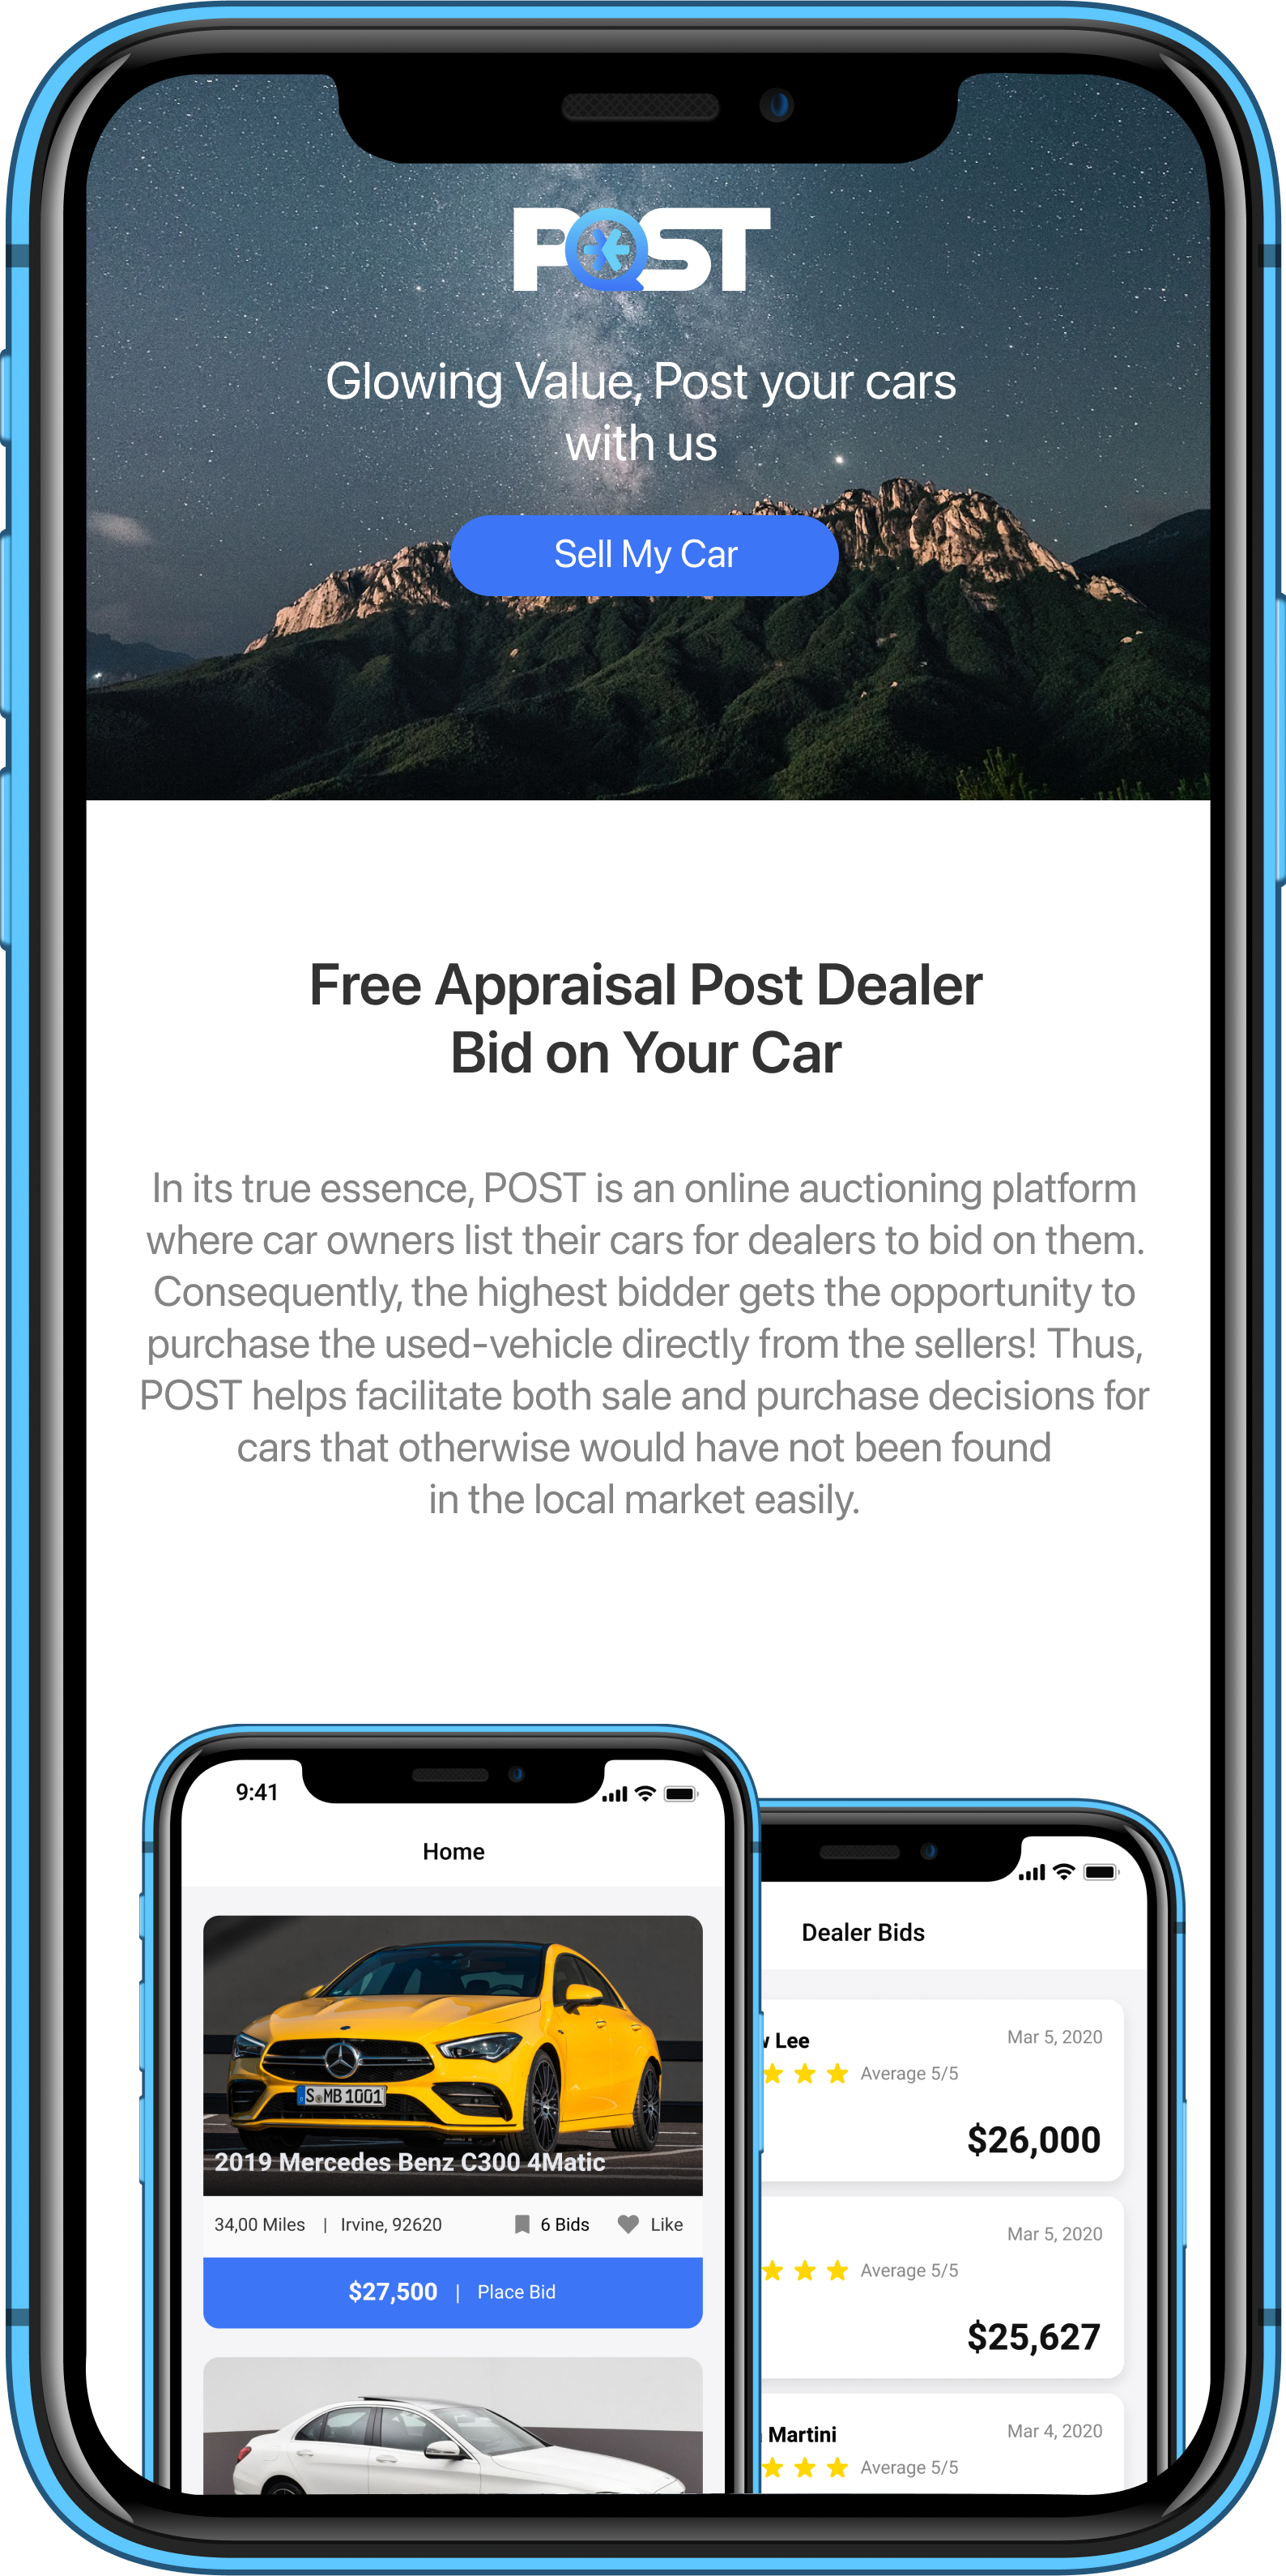 POST
Glowing Value, Post your cars
with us
Sell My Car
Free Appraisal Post Dealer
Bid on Your Car
In its true essence, POST is an online auctioning platform
where car owners list their cars for dealers to bid on them.
Consequently, the highest bidder gets the opportunity to
purchase the used-vehicle directly from the sellers! Thus,
POST helps facilitate both sale and purchase decisions for
cars that otherwise would have not been found
in the local market easily.
9:41
Home
S MB 1001
2019 Mercedes Benz C300 4Matic
34,00 Miles | Irvine, 92620 6 Bids Like
$27,500 | Place Bid
Dealer Bids
Lee Mar 5, 2020
Average 5/5
$26,000
Mar 5, 2020
Average 5/5
$25,627
Martini Mar 4, 2020
Average 5/5